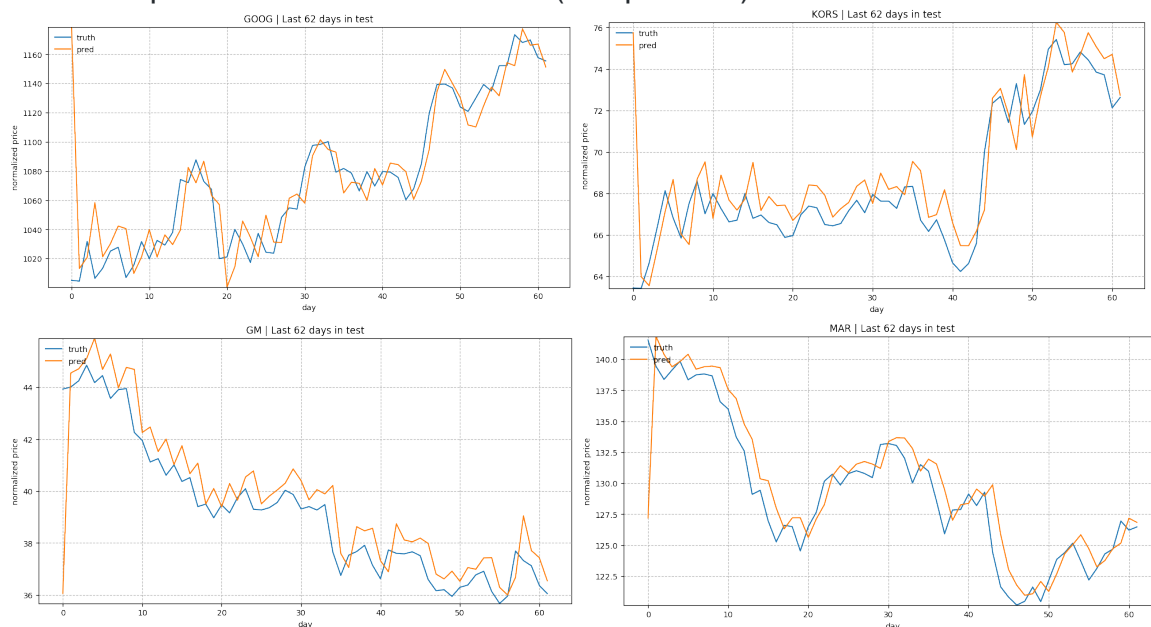 GOOG | Last 62 days in test
truth
pred
normalized price
1160
1140
1120
1100
1080
1060
1040
1020
0 10 20 30 40 50 60
day
KORS | Last 62 days in test
truth
pred
normalized price
76
74
72
70
68
66
64
0 10 20 30 40 50 60
day
GM | Last 62 days in test
truth
pred
normalized price
44
42
40
38
36
0 10 20 30 40 50 60
day
MAR | Last 62 days in test
truth
pred
normalized price
140.0
137.5
135.0
132.5
130.0
127.5
125.0
122.5
0 10 20 30 40 50 60
day